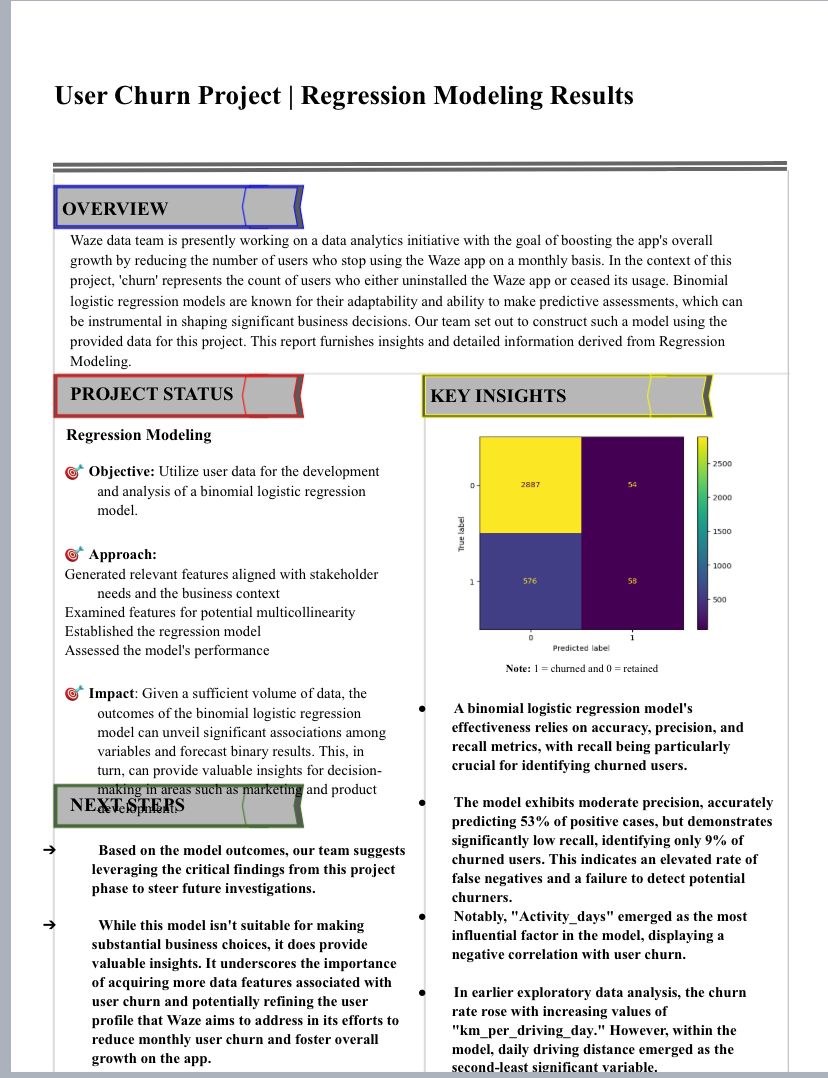 User Churn Project | Regression Modeling Results
OVERVIEW
Waze data team is presently working on a data analytics initiative with the goal of boosting the app's overall
growth by reducing the number of users who stop using the Waze app on a monthly basis. In the context of this
project, 'churn' represents the count of users who either uninstalled the Waze app or ceased its usage. Binomial
logistic regression models are known for their adaptability and ability to make predictive assessments, which can
be instrumental in shaping significant business decisions. Our team set out to construct such a model using the
provided data for this project. This report furnishes insights and detailed information derived from Regression
Modeling.
PROJECT STATUS
Regression Modeling
🎯 Objective: Utilize user data for the development
and analysis of a binomial logistic regression
model.
🎯 Approach:
Generated relevant features aligned with stakeholder
needs and the business context
Examined features for potential multicollinearity
Established the regression model
Assessed the model's performance
🎯 Impact: Given a sufficient volume of data, the
outcomes of the binomial logistic regression
model can unveil significant associations among
variables and forecast binary results. This, in
turn, can provide valuable insights for decision-
making in areas such as marketing and product
development.
NEXT STEPS
➔ Based on the model outcomes, our team suggests
leveraging the critical findings from this project
phase to steer future investigations.
➔ While this model isn't suitable for making
substantial business choices, it does provide
valuable insights. It underscores the importance
of acquiring more data features associated with
user churn and potentially refining the user
profile that Waze aims to address in its efforts to
reduce monthly user churn and foster overall
growth on the app.
KEY INSIGHTS
2887
54
576
58
0
1
True label
0
1
Predicted label
2500
2000
1500
1000
500
Note: 1 = churned and 0 = retained
● A binomial logistic regression model's
effectiveness relies on accuracy, precision, and
recall metrics, with recall being particularly
crucial for identifying churned users.
● The model exhibits moderate precision, accurately
predicting 53% of positive cases, but demonstrates
significantly low recall, identifying only 9% of
churned users. This indicates an elevated rate of
false negatives and a failure to detect potential
churners.
● Notably, "Activity_days" emerged as the most
influential factor in the model, displaying a
negative correlation with user churn.
● In earlier exploratory data analysis, the churn
rate rose with increasing values of
"km_per_driving_day." However, within the
model, daily driving distance emerged as the
second-least significant variable.